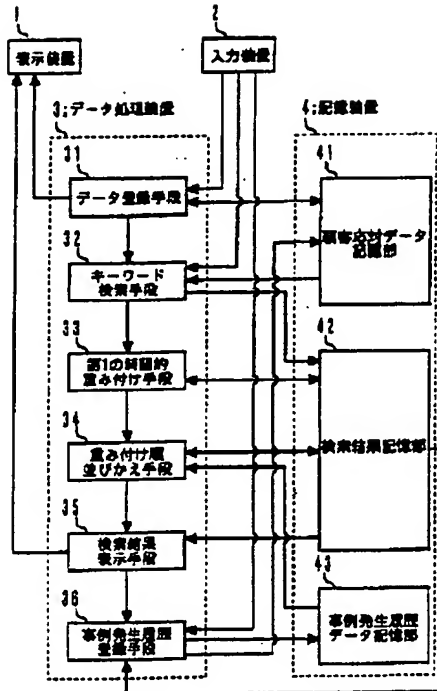 1
表示装置
2
入力装置
3;データ処理装置
4;記憶装置
31
データ登録手段
32
キーワード
検索手段
33
第1の時間的
重み付け手段
34
重み付け順
並びかえ手段
35
検索結果
表示手段
36
事例発生履歴
登録手段
41
顧客応対データ
記憶部
42
検索結果記憶部
43
事例発生履歴
データ記憶部